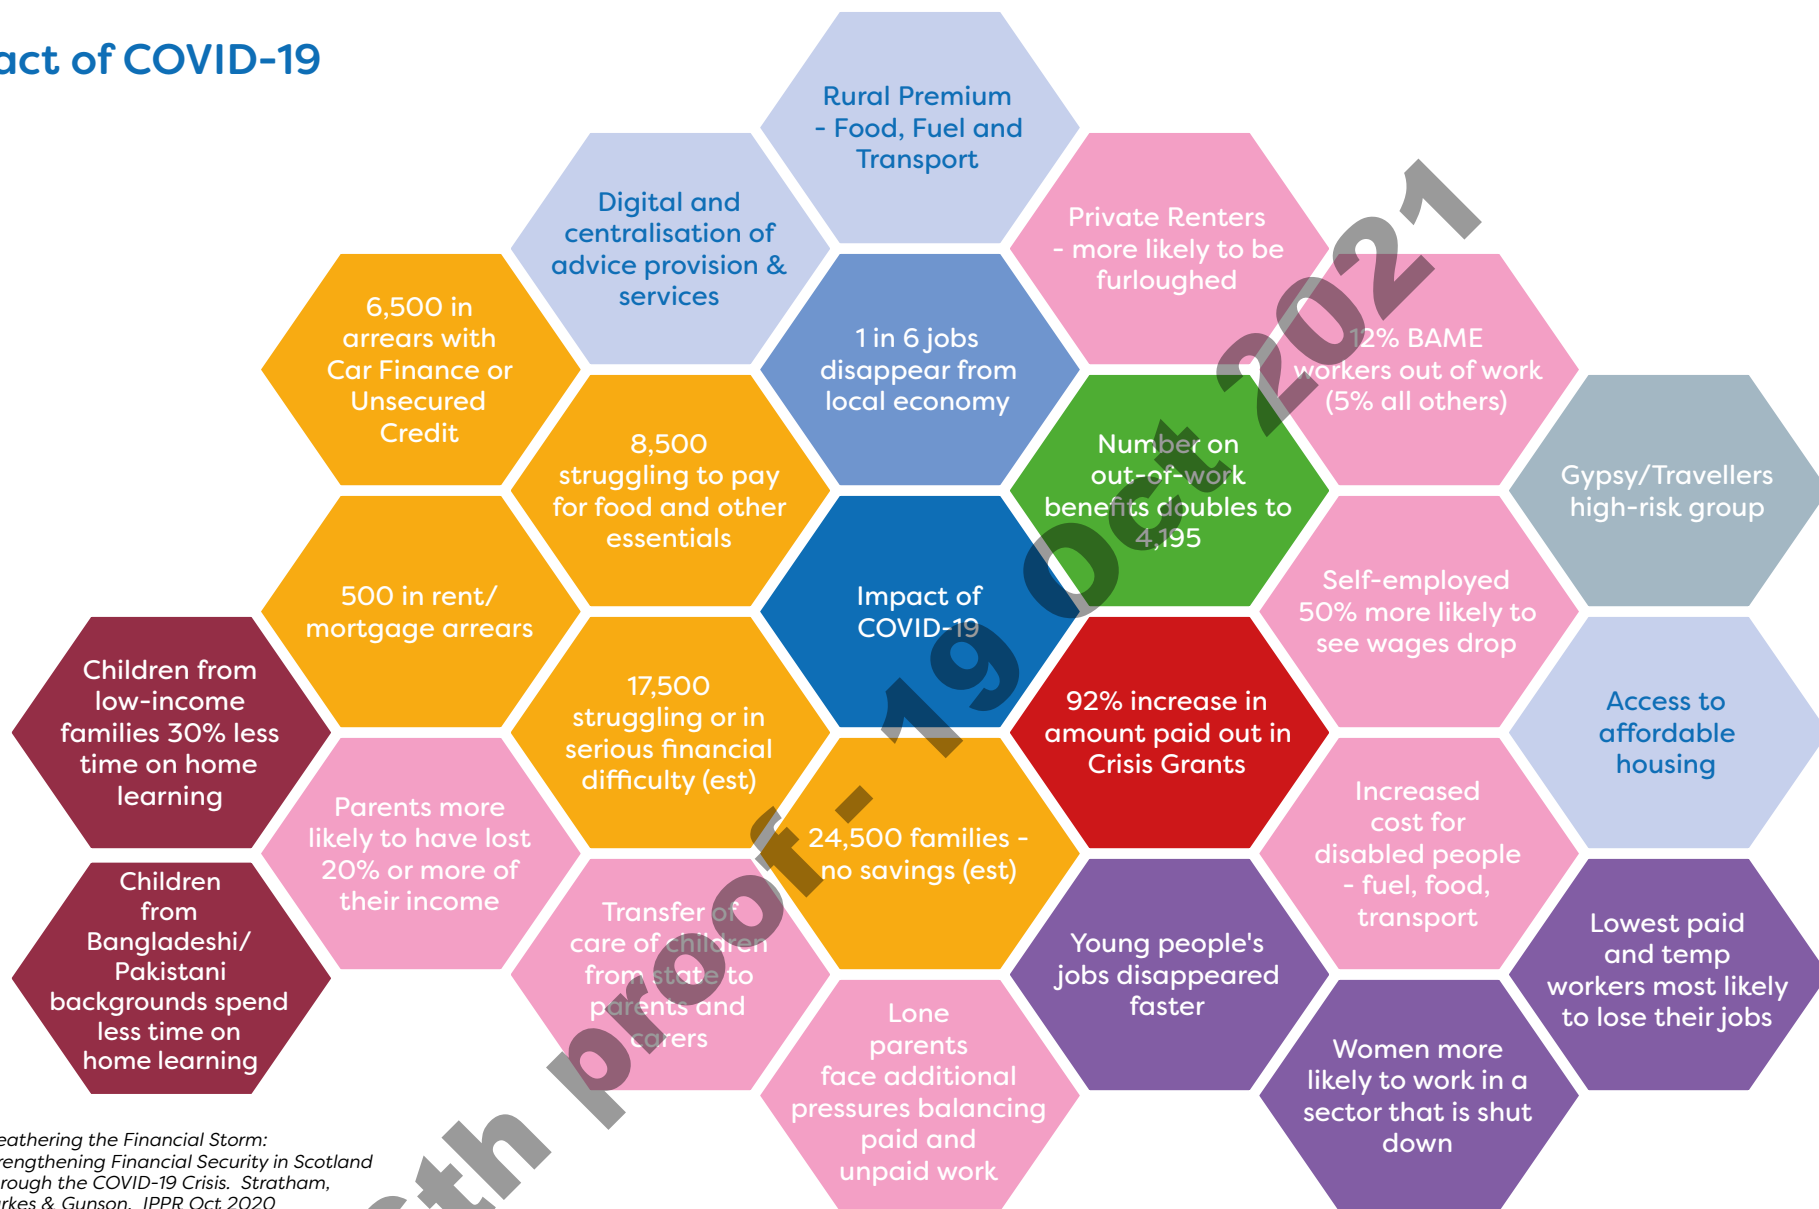 act of COVID-19
Rural Premium
- Food, Fuel and
Transport
Digital and
centralisation of
advice provision &
services
Private Renters
- more likely to be
furloughed
6,500 in
arrears with
Car Finance or
Unsecured
Credit
1 in 6 jobs
disappear from
local economy
12% BAME
workers out of work
(5% all others)
8,500
struggling to pay
for food and other
essentials
Number on
out-of-work
benefits doubles to
4,195
Gypsy/Travellers
high-risk group
500 in rent/
mortgage arrears
Impact of
COVID-19
Self-employed
50% more likely to
see wages drop
Children from
low-income
families 30% less
time on home
learning
17,500
struggling or in
serious financial
difficulty (est)
92% increase in
amount paid out in
Crisis Grants
Access to
affordable
housing
Parents more
likely to have lost
20% or more of
their income
24,500 families -
no savings (est)
Increased
cost for
disabled people
- fuel, food,
transport
Children
from
Bangladeshi/
Pakistani
backgrounds spend
less time on
home learning
Transfer of
care of children
from state to
parents and
carers
Young people's
jobs disappeared
faster
Lowest paid
and temp
workers most likely
to lose their jobs
Lone
parents
face additional
pressures balancing
paid and
unpaid work
Women more
likely to work in a
sector that is shut
down
eathering the Financial Storm:
rengthening Financial Security in Scotland
rough the COVID-19 Crisis. Stratham,
rkes & Gunson. IPPR Oct 2020
6th proof - 19 Oct 2021